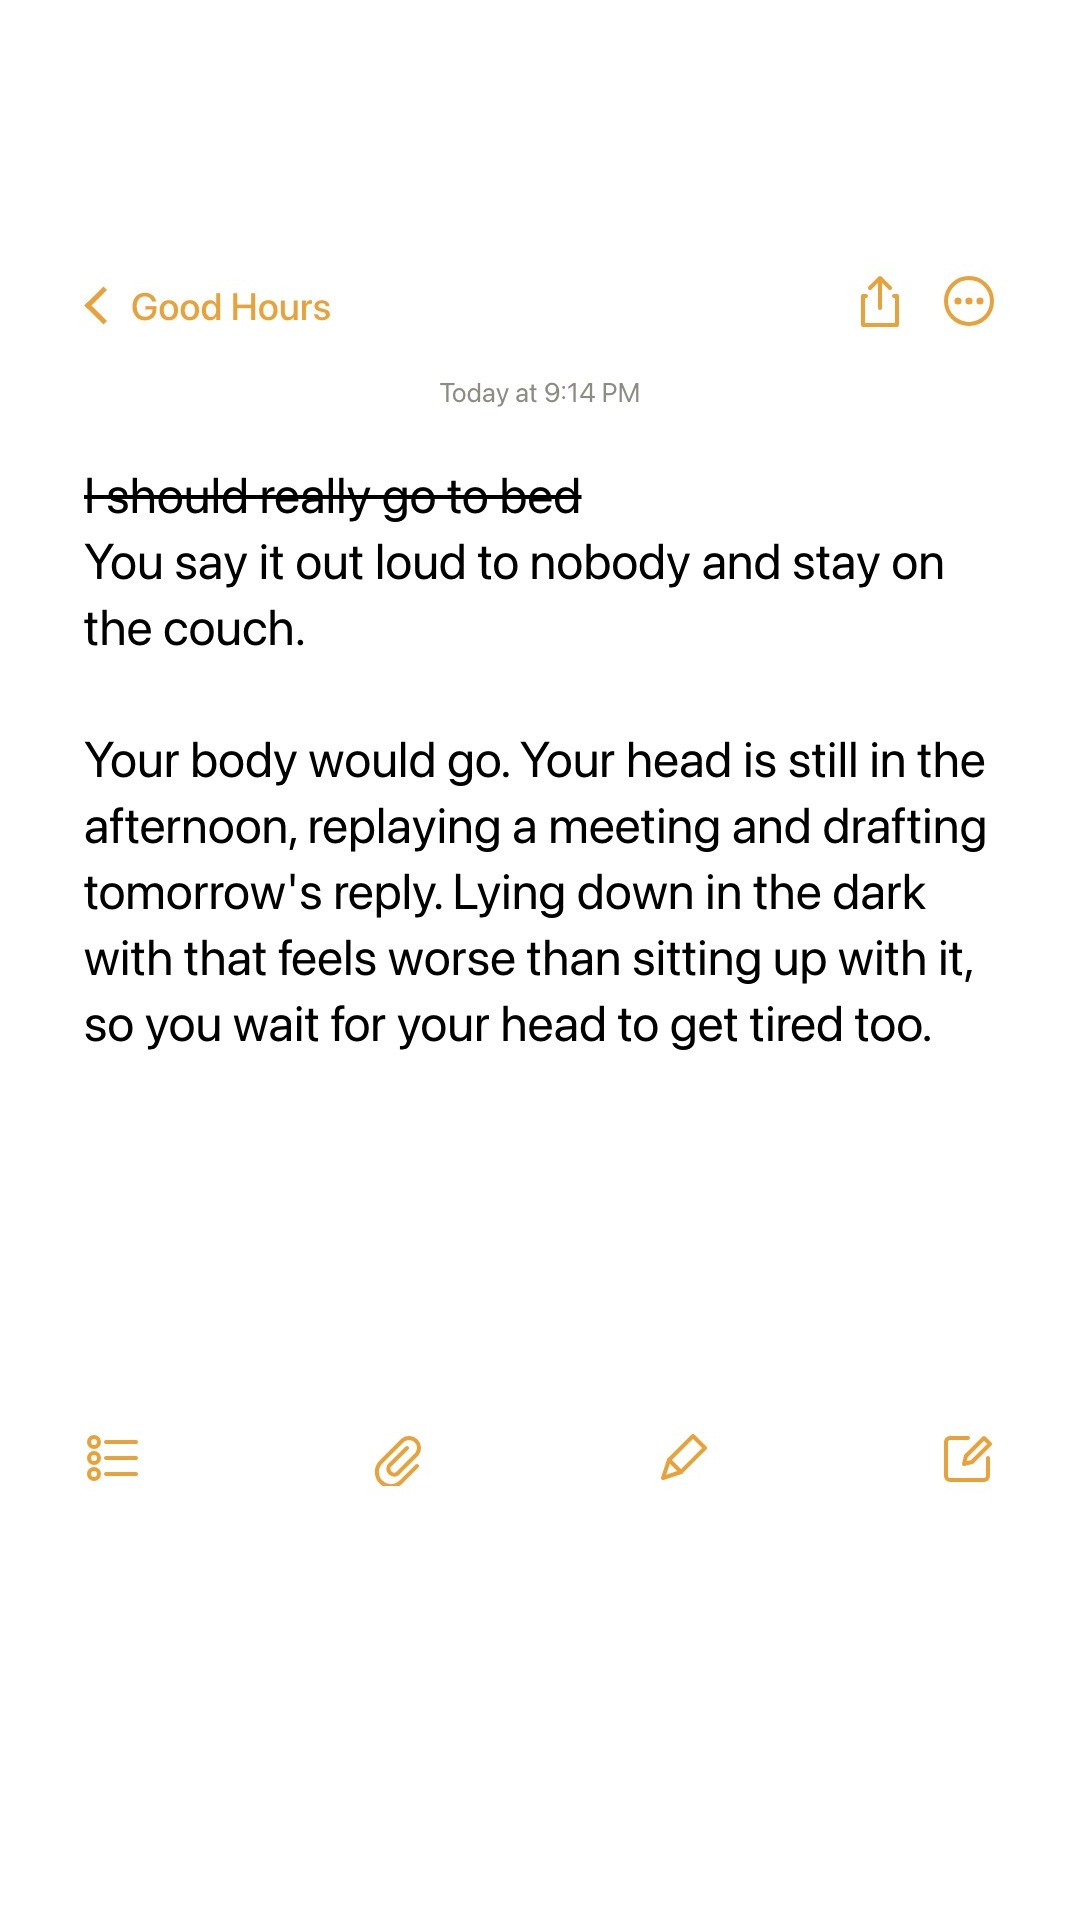 Good Hours
Today at 9:14 PM
I should really go to bed
You say it out loud to nobody and stay on
the couch.
Your body would go. Your head is still in the
afternoon, replaying a meeting and drafting
tomorrow's reply. Lying down in the dark
with that feels worse than sitting up with it,
so you wait for your head to get tired too.